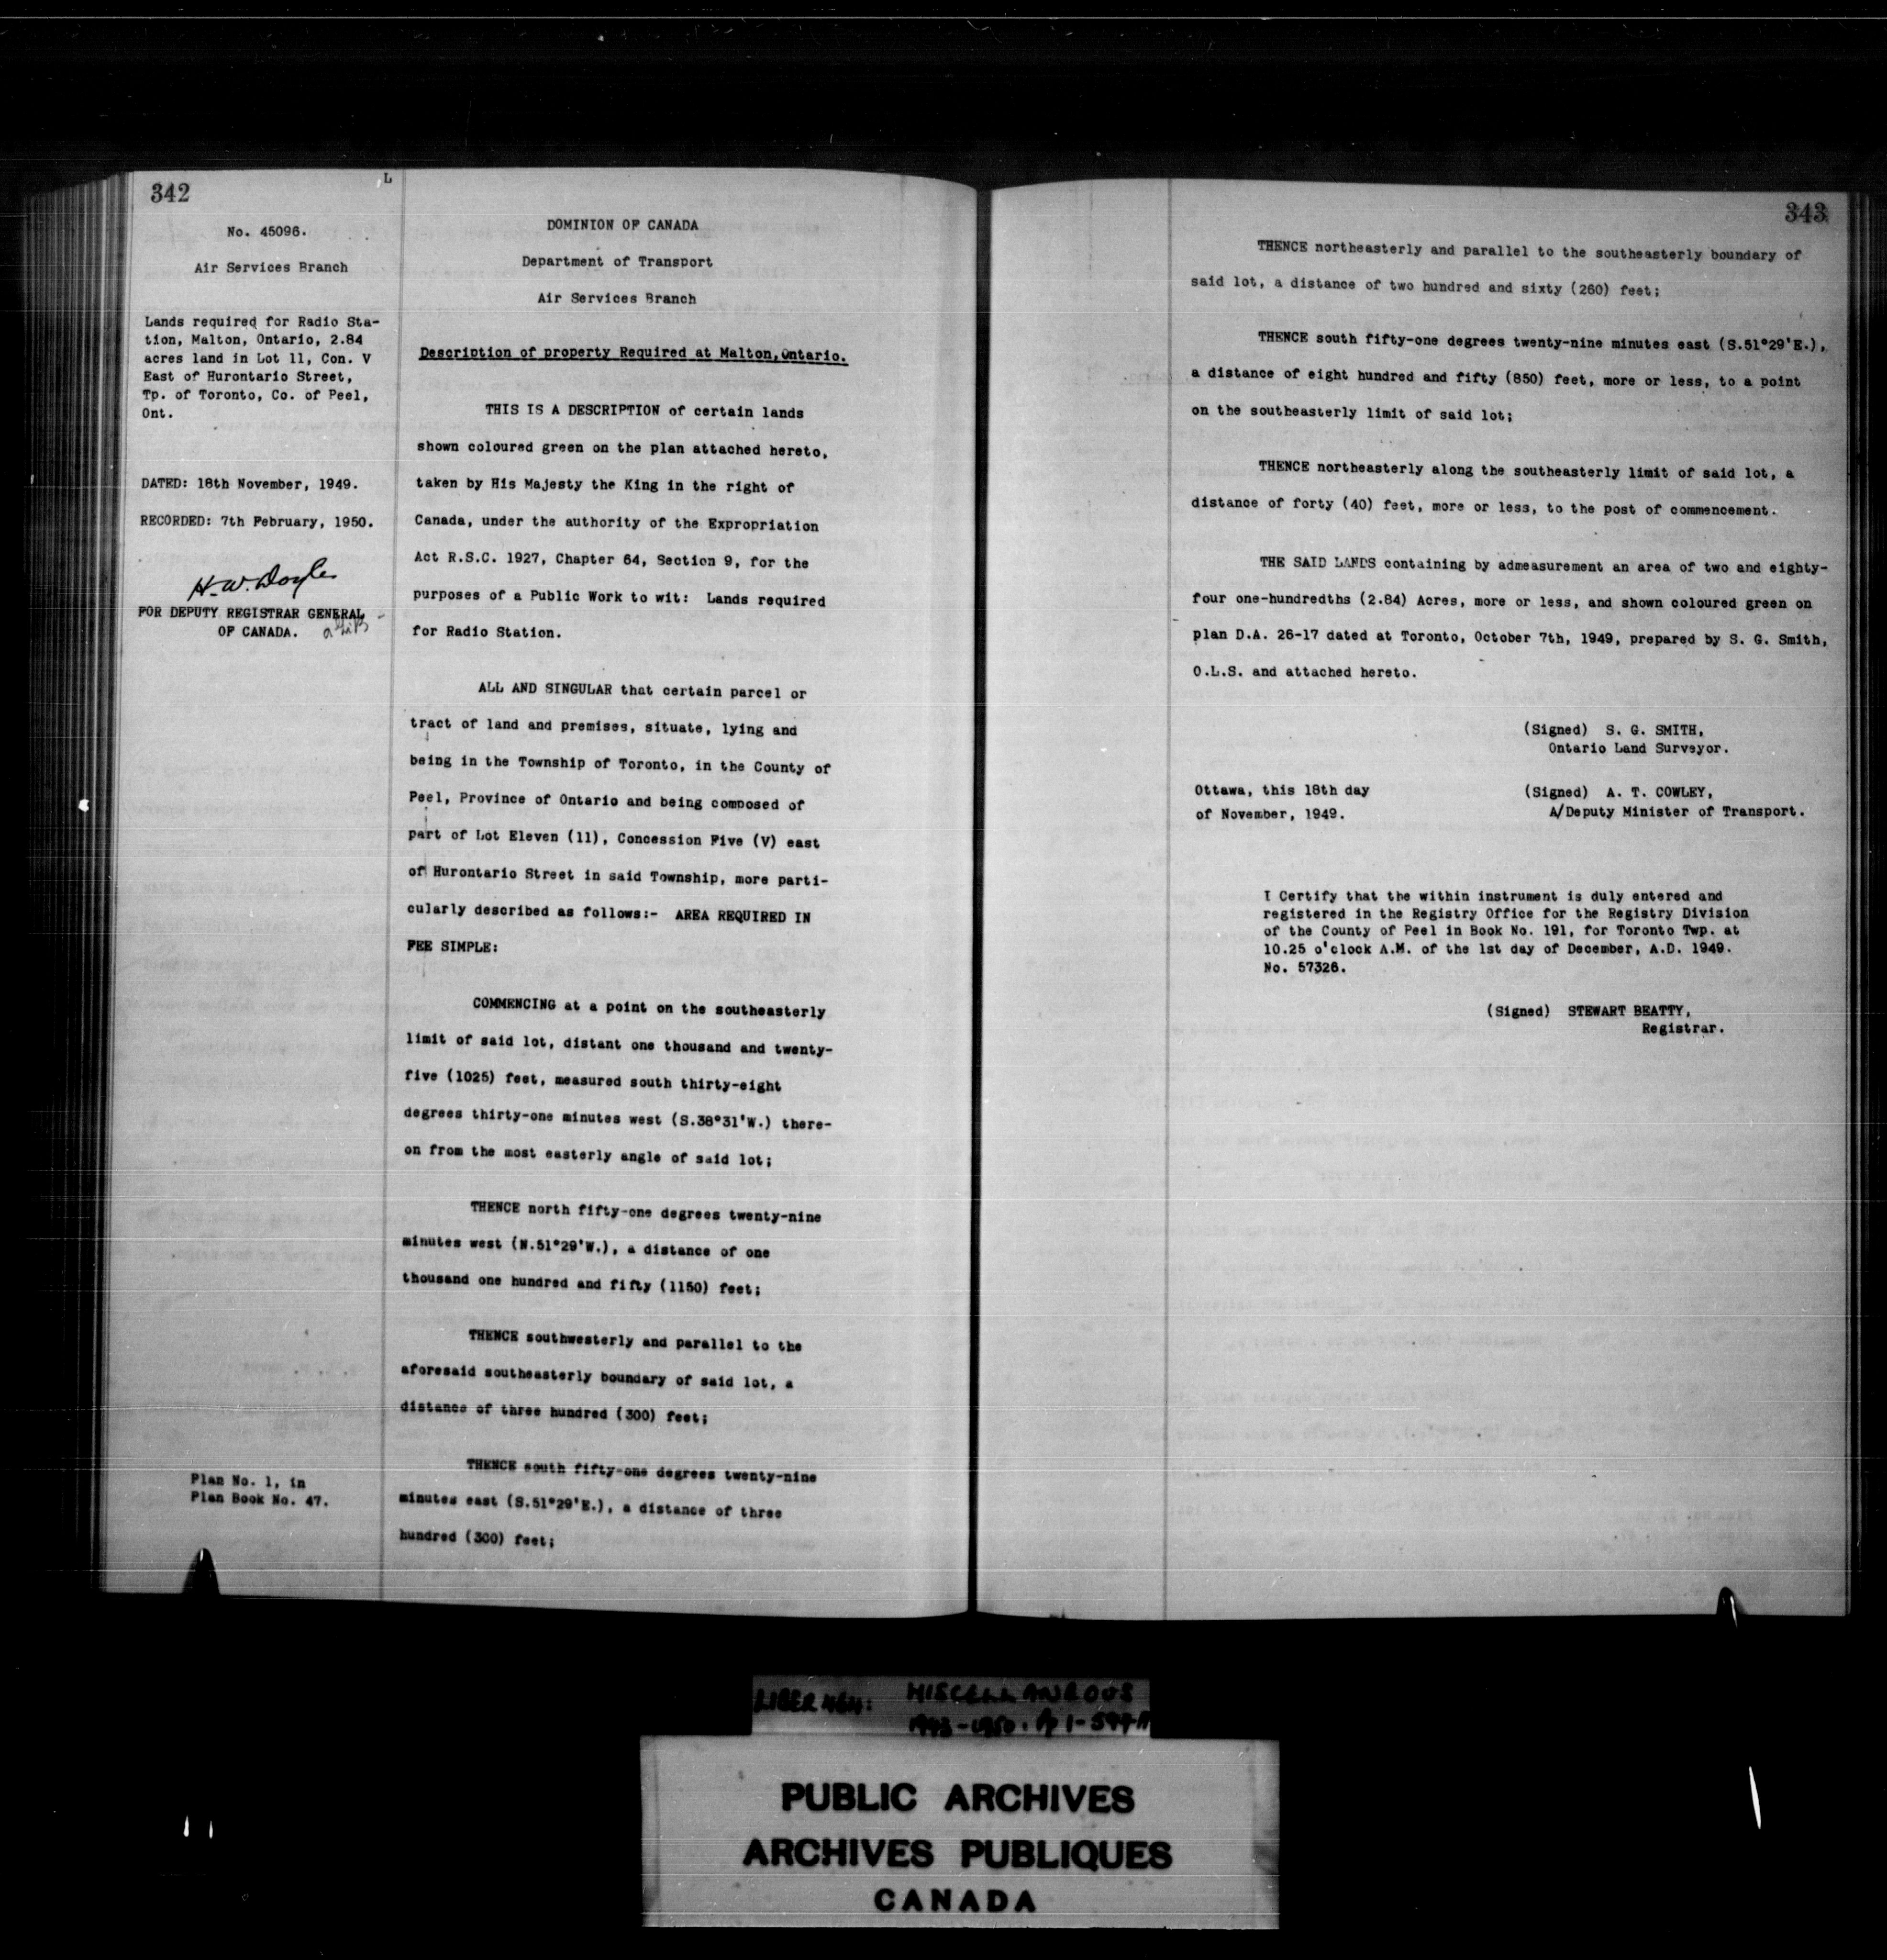 342
L
No. 45096.
Air Services Branch
Lands required for Radio Sta-
tion, Malton, Ontario, 2.84
acres land in Lot 11, Con. V
East of Hurontario Street,
Tp. of Toronto, Co. of Peel,
Ont.
DATED: 18th November, 1949.
RECORDED: 7th February, 1950.
H.W. Doyle
FOR DEPUTY REGISTRAR GENERAL
OF CANADA.
Plan No. 1, in
Plan Book No. 47.
DOMINION OF CANADA
Department of Transport
Air Services Branch
Description of property Required at Malton,Ontario.
THIS IS A DESCRIPTION of certain lands
shown coloured green on the plan attached hereto,
taken by His Majesty the King in the right of
Canada, under the authority of the Expropriation
Act R.S.C. 1927, Chapter 64, Section 9, for the
purposes of a Public Work to wit: Lands required
for Radio Station.
ALL AND SINGULAR that certain parcel or
tract of land and premises, situate, lying and
being in the Township of Toronto, in the County of
Peel, Province of Ontario and being composed of
part of Lot Eleven (11), Concession Five (V) east
of Hurontario Street in said Township, more parti-
cularly described as follows:- AREA REQUIRED IN
FEE SIMPLE:
COMMENCING at a point on the southeasterly
limit of said lot, distant one thousand and twenty-
five (1025) feet, measured south thirty-eight
degrees thirty-one minutes west (S.38°31'W.) there-
on from the most easterly angle of said lot;
THENCE north fifty-one degrees twenty-nine
minutes west (N.51°29'W.), a distance of one
thousand one hundred and fifty (1150) feet;
THENCE southwesterly and parallel to the
aforesaid southeasterly boundary of said lot, a
distance of three hundred (300) feet;
THENCE south fifty-one degrees twenty-nine
minutes east (S.51°29'E.), a distance of three
hundred (300) feet;
343
THENCE northeasterly and parallel to the southeasterly boundary of
said lot, a distance of two hundred and sixty (260) feet;
THENCE south fifty-one degrees twenty-nine minutes east (S.51°29'E.),
a distance of eight hundred and fifty (850) feet, more or less, to a point
on the southeasterly limit of said lot;
THENCE northeasterly along the southeasterly limit of said lot, a
distance of forty (40) feet, more or less, to the post of commencement.
THE SAID LANDS containing by admeasurement an area of two and eighty-
four one-hundredths (2.84) Acres, more or less, and shown coloured green on
plan D.A. 26-17 dated at Toronto, October 7th, 1949, prepared by S. G. Smith,
O.L.S. and attached hereto.
(Signed) S. G. SMITH,
Ontario Land Surveyor.
Ottawa, this 18th day
of November, 1949.
(Signed) A. T. COWLEY,
A/Deputy Minister of Transport.
I Certify that the within instrument is duly entered and
registered in the Registry Office for the Registry Division
of the County of Peel in Book No. 191, for Toronto Twp. at
10.25 o'clock A.M. of the 1st day of December, A.D. 1949.
No. 57326.
(Signed) STEWART BEATTY,
Registrar.
LIBER 464: MISCELLANEOUS
PUBLIC ARCHIVES
ARCHIVES PUBLIQUES
CANADA